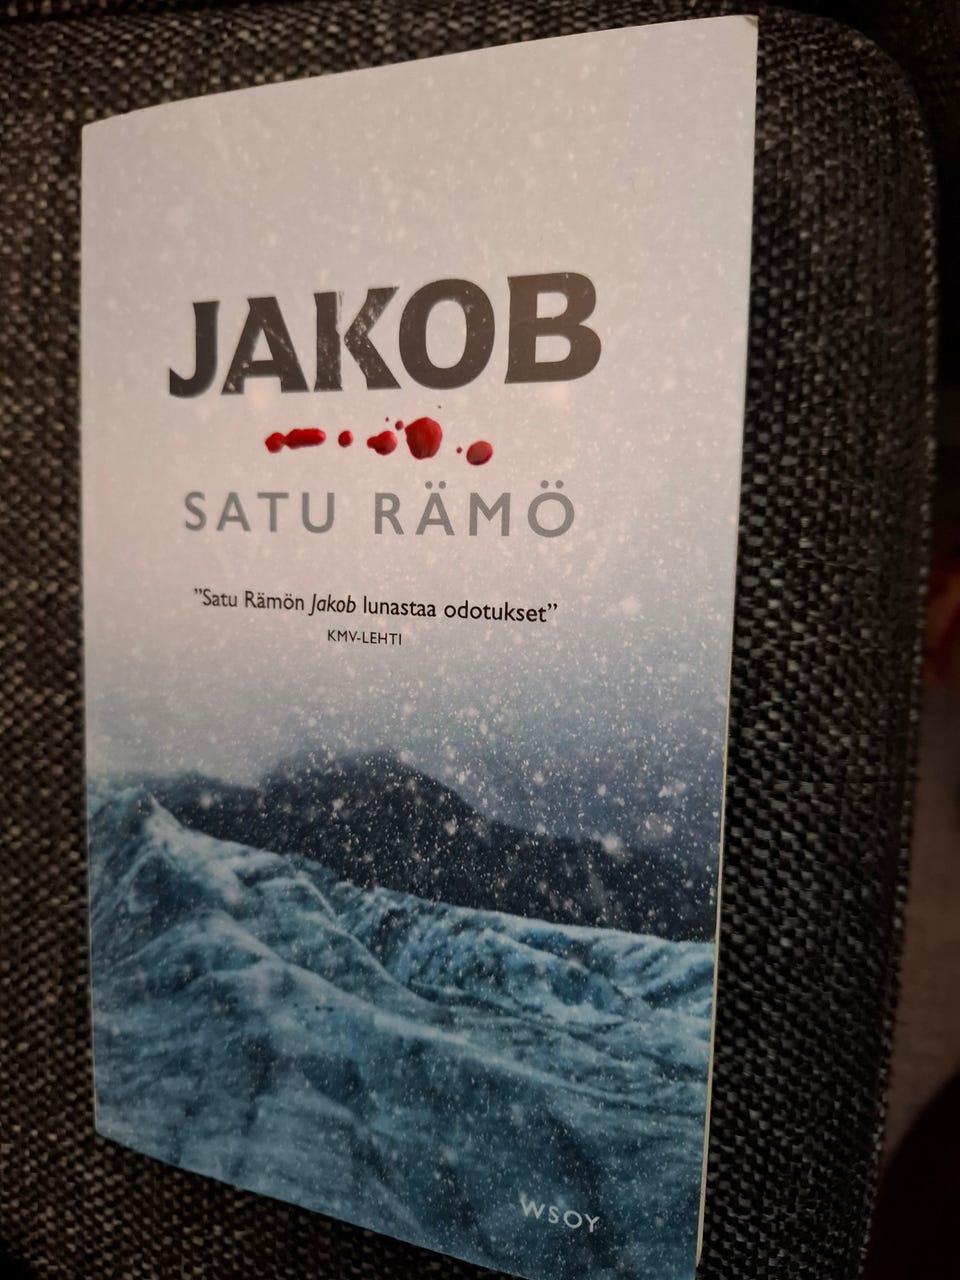 JAKOB
SATU RÄMÖ
”Satu Rämön Jakob lunastaa odotukset”
KMV-LEHTI
WSOY